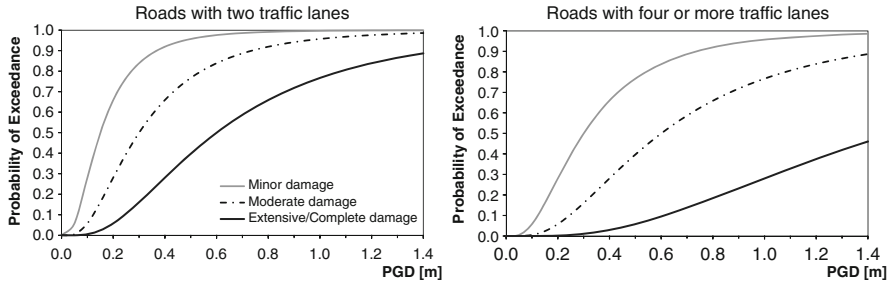 Roads with two traffic lanes
Probability of Exceedance
1.0
0.9
0.8
0.7
0.6
0.5
0.4
0.3
0.2
0.1
0.0
Minor damage
Moderate damage
Extensive/Complete damage
0.0 0.2 0.4 0.6 0.8 1.0 1.2 1.4
PGD [m]
Roads with four or more traffic lanes
Probability of Exceedance
1.0
0.9
0.8
0.7
0.6
0.5
0.4
0.3
0.2
0.1
0.0
0.0 0.2 0.4 0.6 0.8 1.0 1.2 1.4
PGD [m]